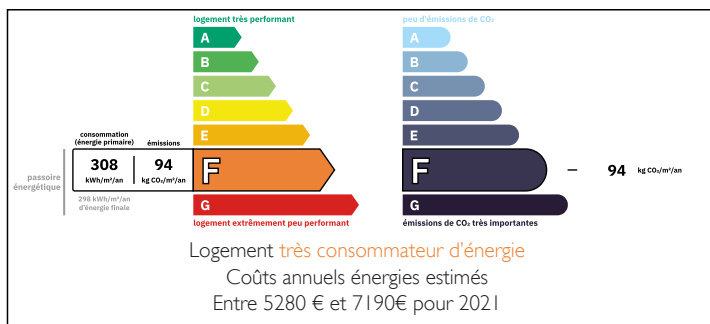 logement très performant
A
B
C
D
E
consommation
(énergie primaire)
émissions
308
kWh/m²/an
94
kg CO₂/m²/an
F
passoire
énergétique
298 kWh/m²/an
d'énergie finale
G
logement extrêmement peu performant
peu d'émissions de CO₂
A
B
C
D
E
F
94 kg CO₂/m²/an
G
émissions de CO₂ très importantes
Logement très consommateur d'énergie
Coûts annuels énergies estimés
Entre 5280 € et 7190€ pour 2021